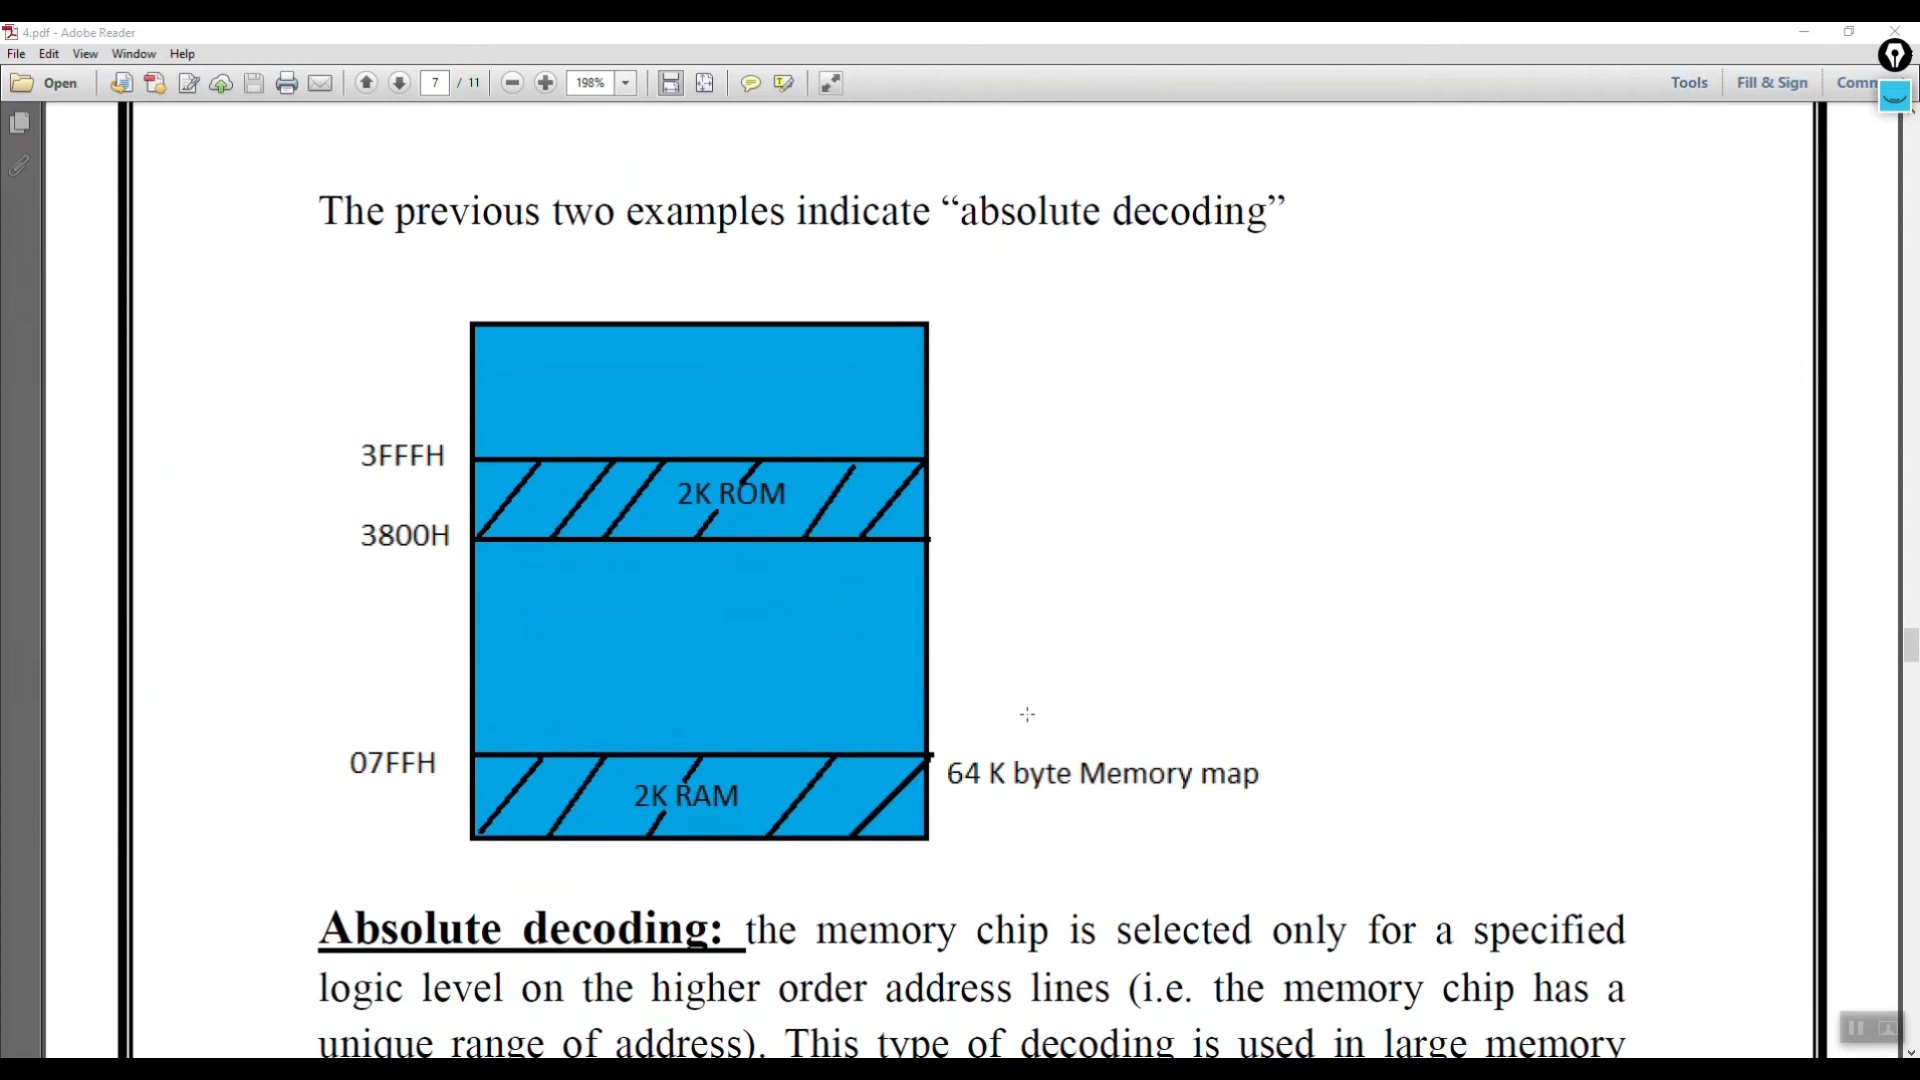 4.pdf - Adobe Reader
File Edit View Window Help
Open 7 / 11 198% Tools Fill & Sign
The previous two examples indicate “absolute decoding”
3FFFH
2K ROM
3800H
07FFH
64 K byte Memory map
2K RAM
Absolute decoding: the memory chip is selected only for a specified
logic level on the higher order address lines (i.e. the memory chip has a
unique range of address). This type of decoding is used in large memory